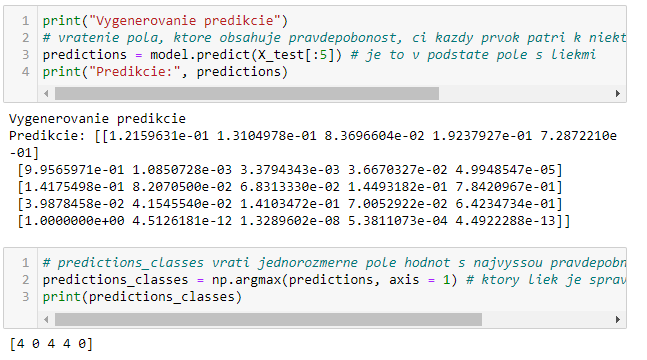 1 print("Vygenerovanie predikcie")
2 # vratenie pola, ktore obsahuje pravdepobonost, ci kazdy prvok patri k niekt
3 predictions = model.predict(X_test[:5]) # je to v podstate pole s liekmi
4 print("Predikcie:", predictions)
Vygenerovanie predikcie
Predikcie: [[1.2159631e-01 1.3104978e-01 8.3696604e-02 1.9237927e-01 7.2872210e
-01]
[9.9565971e-01 1.0850728e-03 3.3794343e-03 3.6670327e-02 4.9948547e-05]
[1.4175498e-01 8.2070500e-02 6.8313330e-02 1.4493182e-01 7.8420967e-01]
[3.9878458e-02 4.1545540e-02 1.4103472e-01 7.0052922e-02 6.4234734e-01]
[1.0000000e+00 4.5126181e-12 1.3289602e-08 5.3811073e-04 4.4922288e-13]]
1 # predictions_classes vrati jednorozmerne pole hodnot s najvyssou pravdepobn
2 predictions_classes = np.argmax(predictions, axis = 1) # ktory liek je sprav
3 print(predictions_classes)
[4 0 4 4 0]